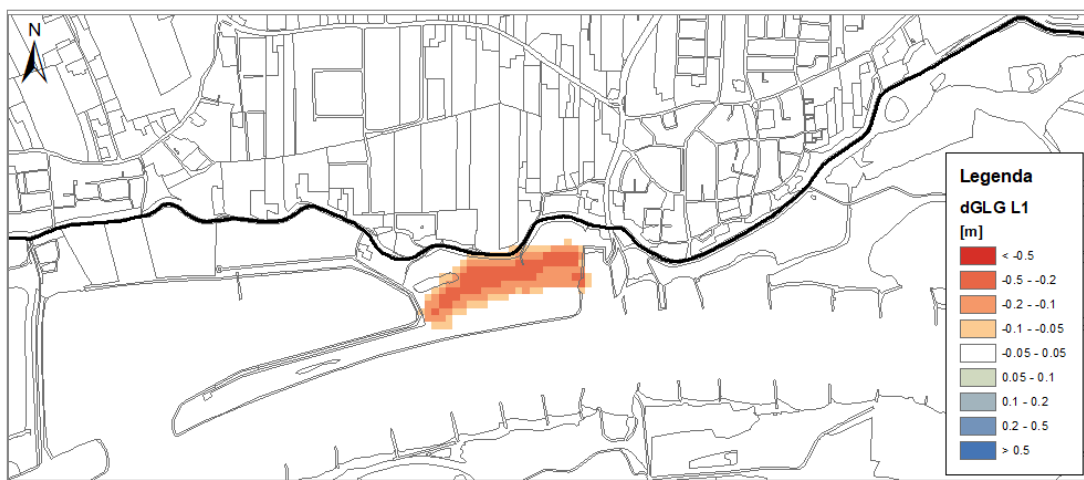 N
Legenda
dGLG L1
[m]
< -0.5
-0.5 - -0.2
-0.2 - -0.1
-0.1 - -0.05
-0.05 - 0.05
0.05 - 0.1
0.1 - 0.2
0.2 - 0.5
> 0.5